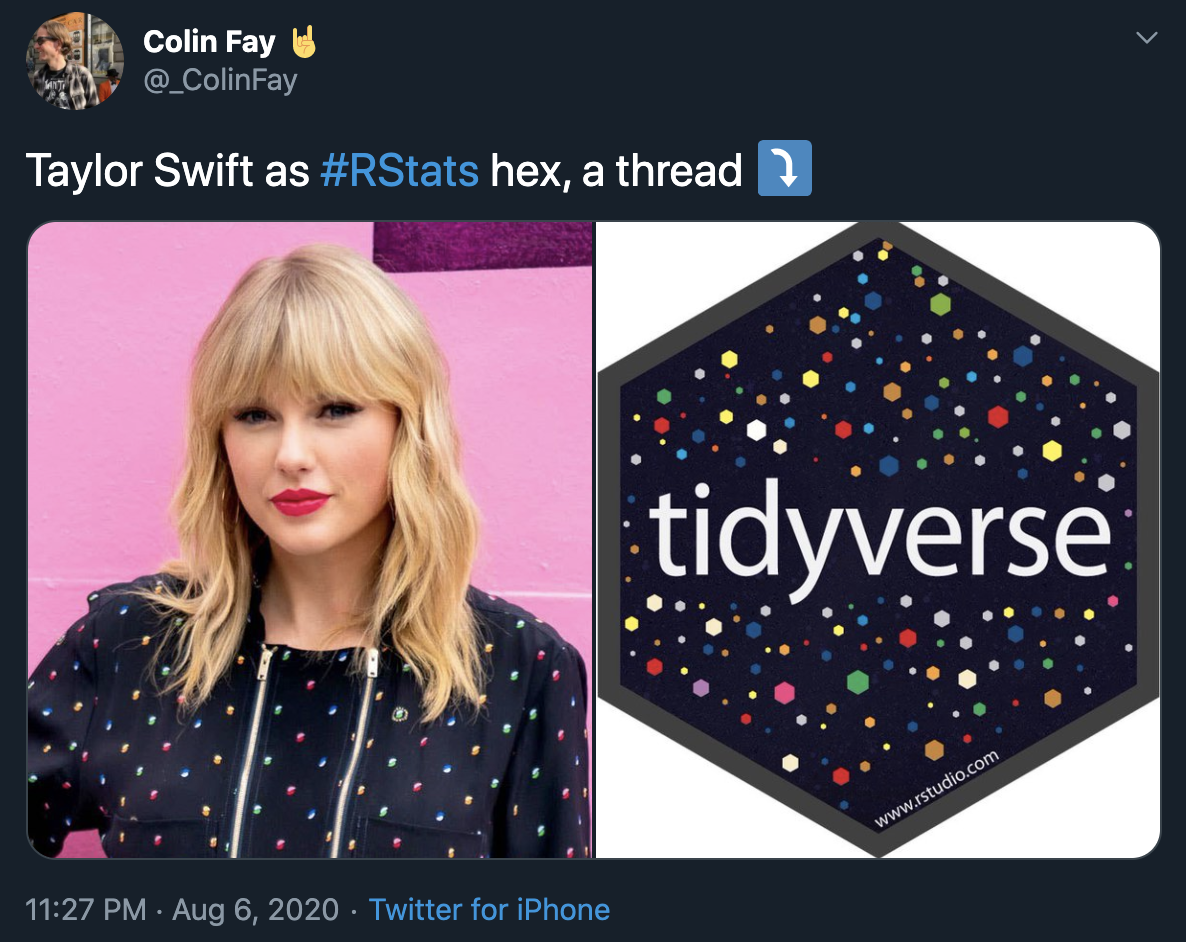 Colin Fay 🤘
@_ColinFay
Taylor Swift as #RStats hex, a thread ⤵️
tidyverse
www.rstudio.com
11:27 PM · Aug 6, 2020 · Twitter for iPhone